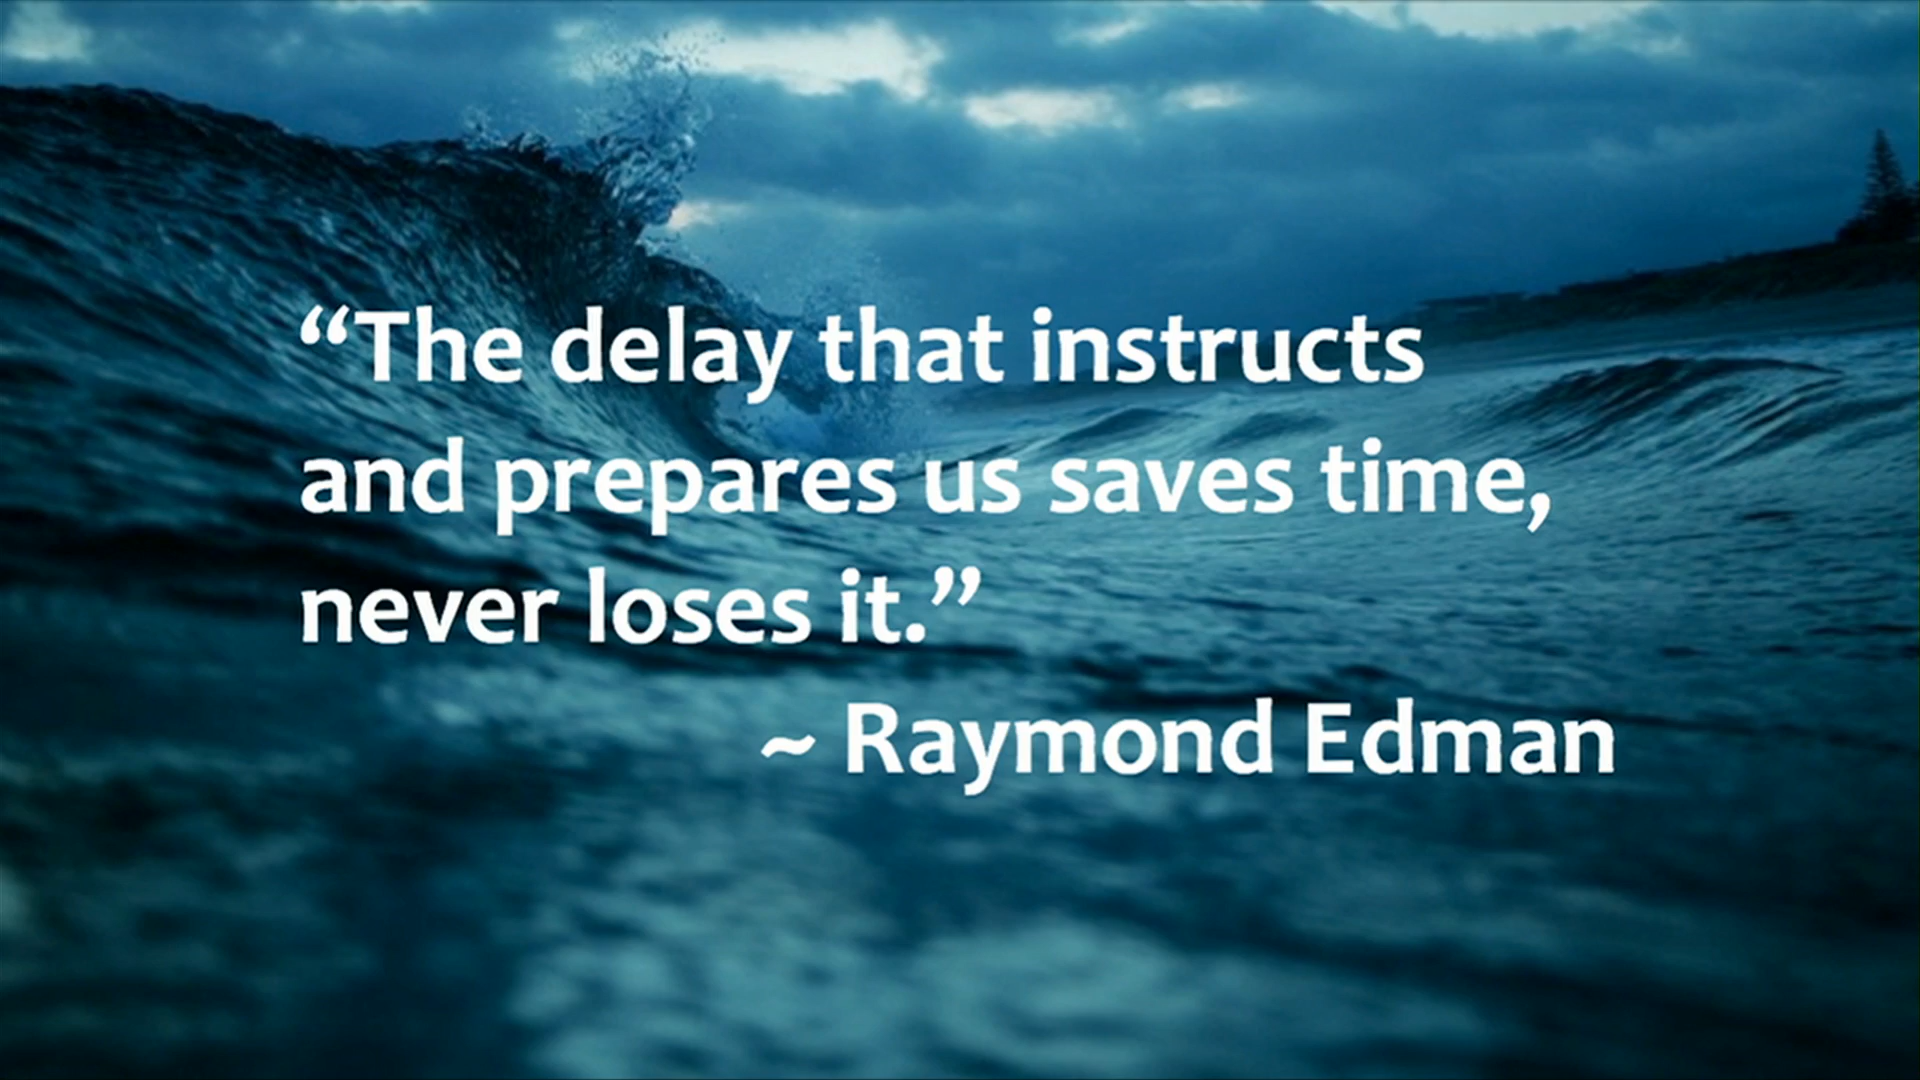 “The delay that instructs
and prepares us saves time,
never loses it.”
~ Raymond Edman